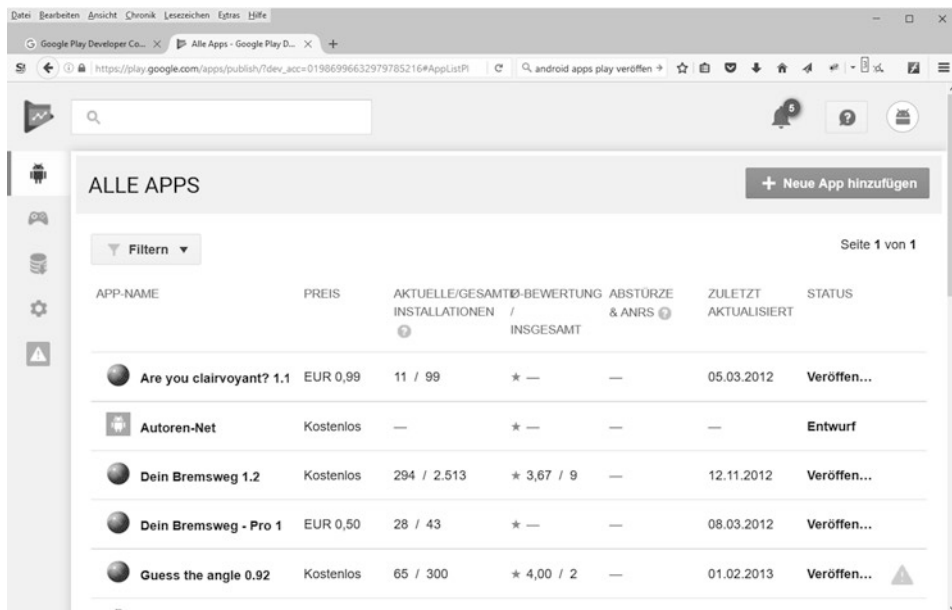 Datei Bearbeiten Ansicht Chronik Lesezeichen Extras Hilfe
Google Play Developer Co... Alle Apps - Google Play D...
https://play.google.com/apps/publish/?dev_acc=01986996632979785216#AppListPl android apps play veröffen
5
ALLE APPS
+ Neue App hinzufügen
Filtern
Seite 1 von 1
APP-NAME PREIS AKTUELLE/GESAMTE Ø-BEWERTUNG ABSTÜRZE ZULETZT STATUS
INSTALLATIONEN / & ANRS AKTUALISIERT
INSGESAMT
Are you clairvoyant? 1.1 EUR 0,99 11 / 99 ★ — — 05.03.2012 Veröffen...
Autoren-Net Kostenlos — ★ — — — Entwurf
Dein Bremsweg 1.2 Kostenlos 294 / 2.513 ★ 3,67 / 9 — 12.11.2012 Veröffen...
Dein Bremsweg - Pro 1 EUR 0,50 28 / 43 ★ — — 08.03.2012 Veröffen...
Guess the angle 0.92 Kostenlos 65 / 300 ★ 4,00 / 2 — 01.02.2013 Veröffen...